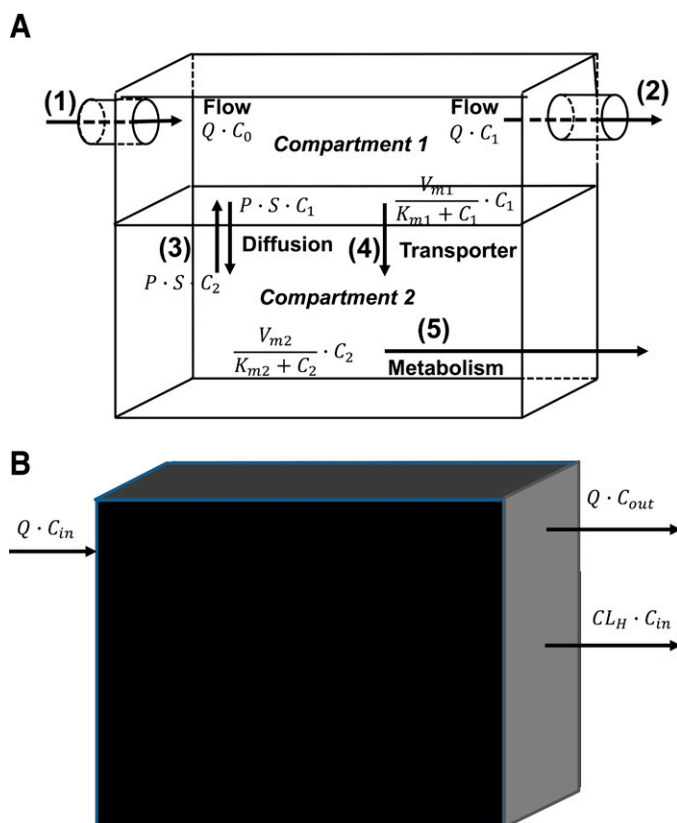 A
(1)
Flow
Q · C₀
Flow
Q · C₁
(2)
Compartment 1
P · S · C₁
Vₘ₁
Kₘ₁ + C₁ · C₁
(3)
Diffusion
(4)
Transporter
P · S · C₂
Compartment 2
Vₘ₂
Kₘ₂ + C₂ · C₂
(5)
Metabolism
B
Q · Cᵢₙ
Q · Cₒᵤₜ
CL_H · Cᵢₙ